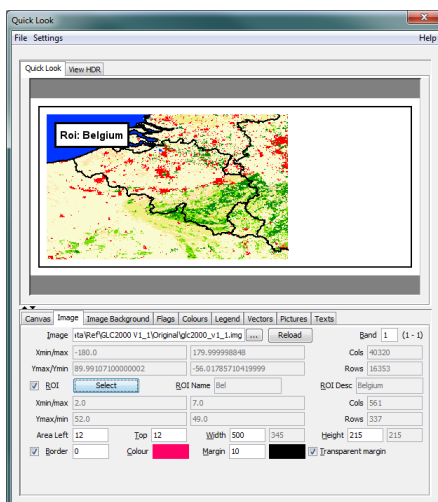 Quick Look
File Settings Help
Quick Look View HDR
Roi: Belgium
Canvas Image Image Background Flags Colours Legend Vectors Pictures Texts
Image ita\Ref\GLC2000 V1_1\Original\glc2000_v1_1.img ... Reload Band 1 (1 - 1)
Xmin/max -180.0 179.999998848 Cols 40320
Ymax/Ymin 89.99107100000002 -56.01785710419999 Rows 16353
ROI Select ROI Name Bel ROI Desc Belgium
Xmin/max 2.0 7.0 Cols 561
Ymax/min 52.0 49.0 Rows 337
Area Left 12 Top 12 Width 500 345 Height 215 215
Border 0 Colour Margin 10 Transparent margin